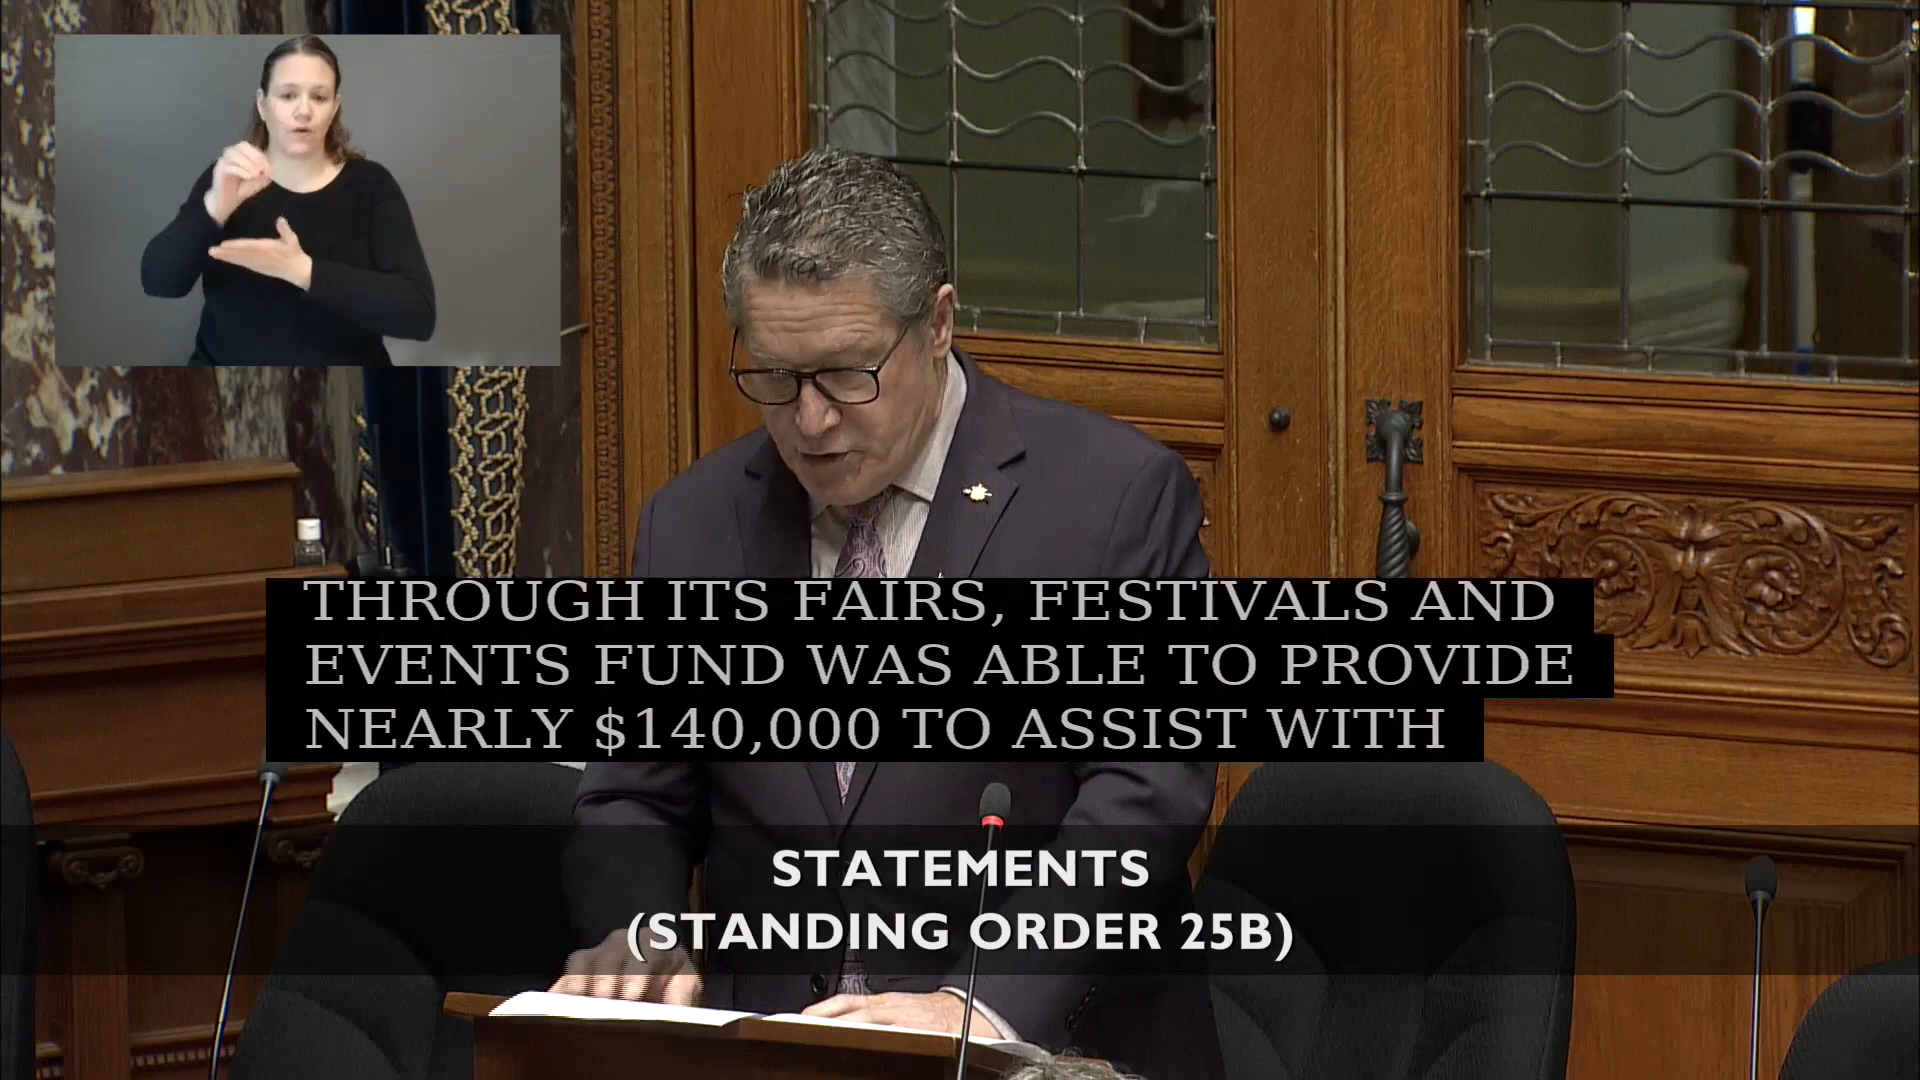 THROUGH ITS FAIRS, FESTIVALS AND
EVENTS FUND WAS ABLE TO PROVIDE
NEARLY $140,000 TO ASSIST WITH
STATEMENTS
(STANDING ORDER 25B)